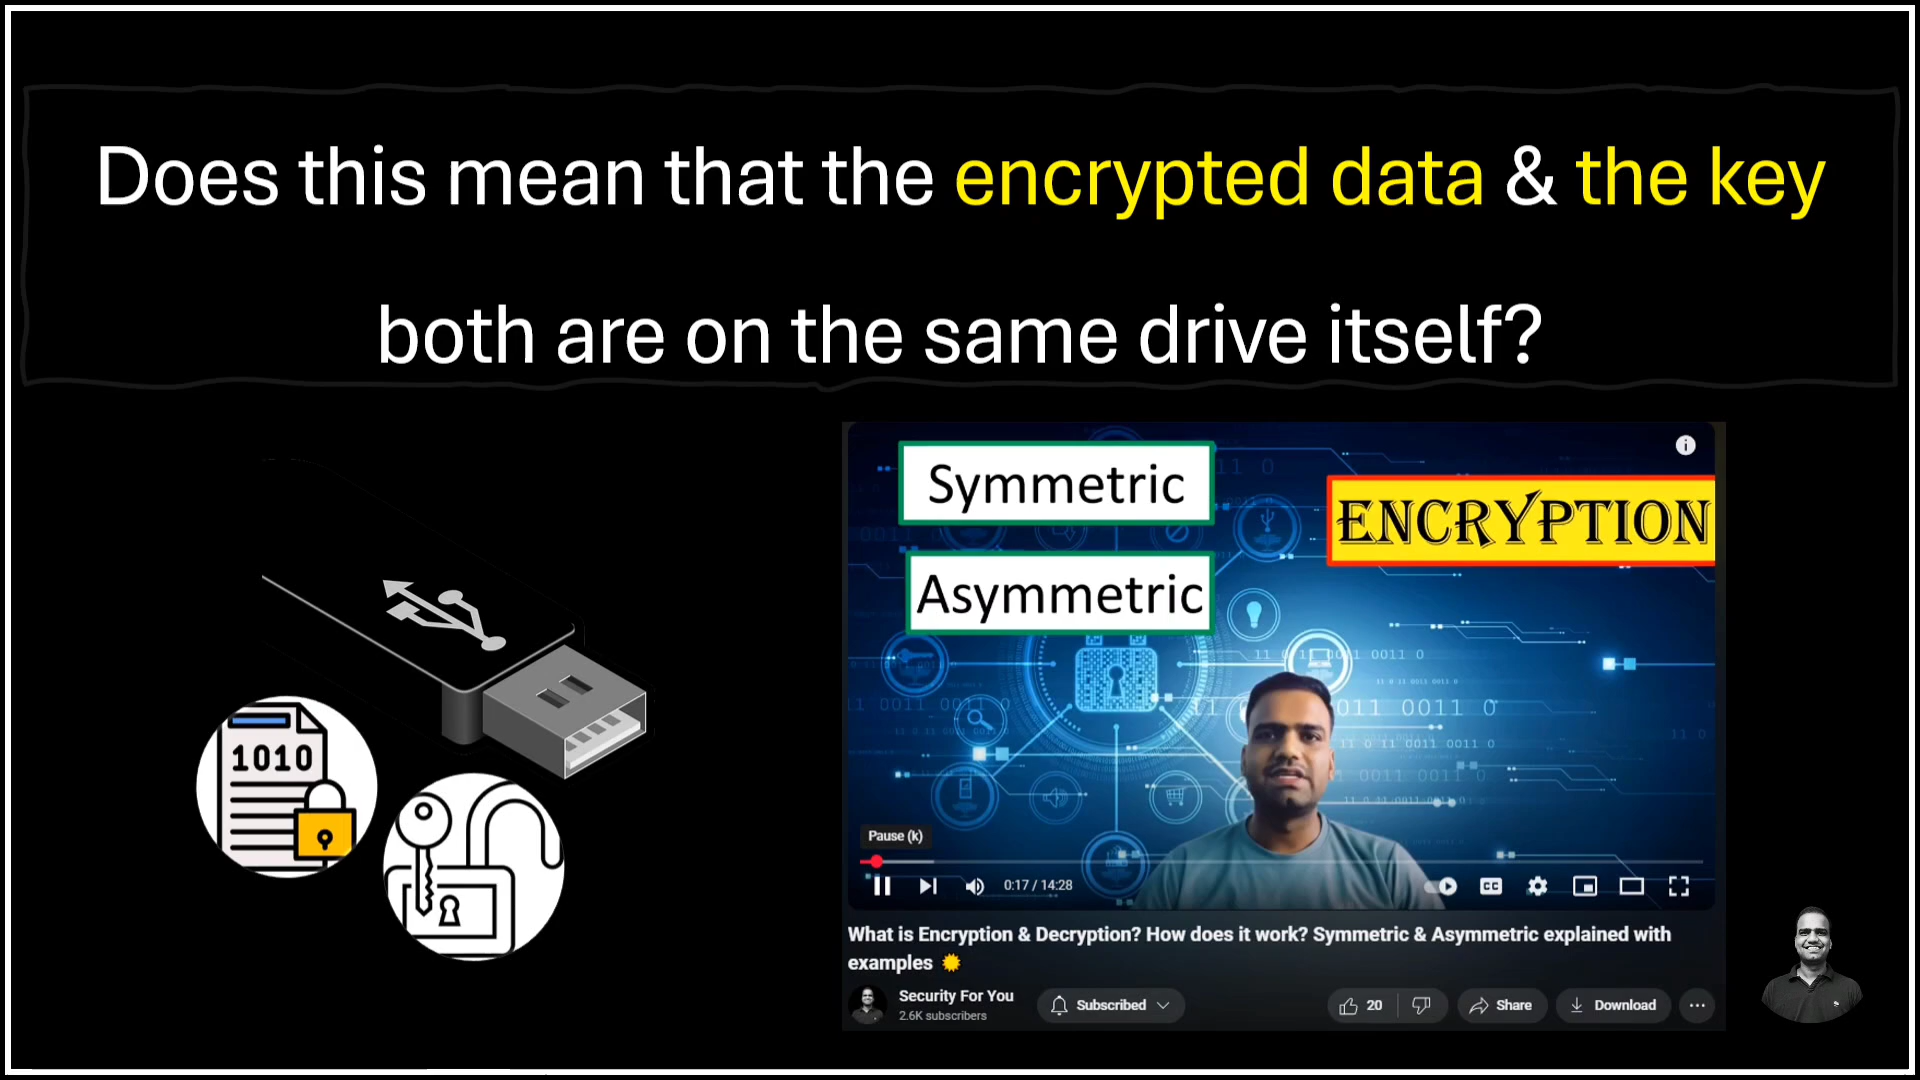 Does this mean that the encrypted data & the key
both are on the same drive itself?
1010
Symmetric
Asymmetric
ENCRYPTION
Pause (k)
0:17 / 14:28
CC
What is Encryption & Decryption? How does it work? Symmetric & Asymmetric explained with
examples
Security For You
2.6K subscribers
Subscribed
20
Share
Download